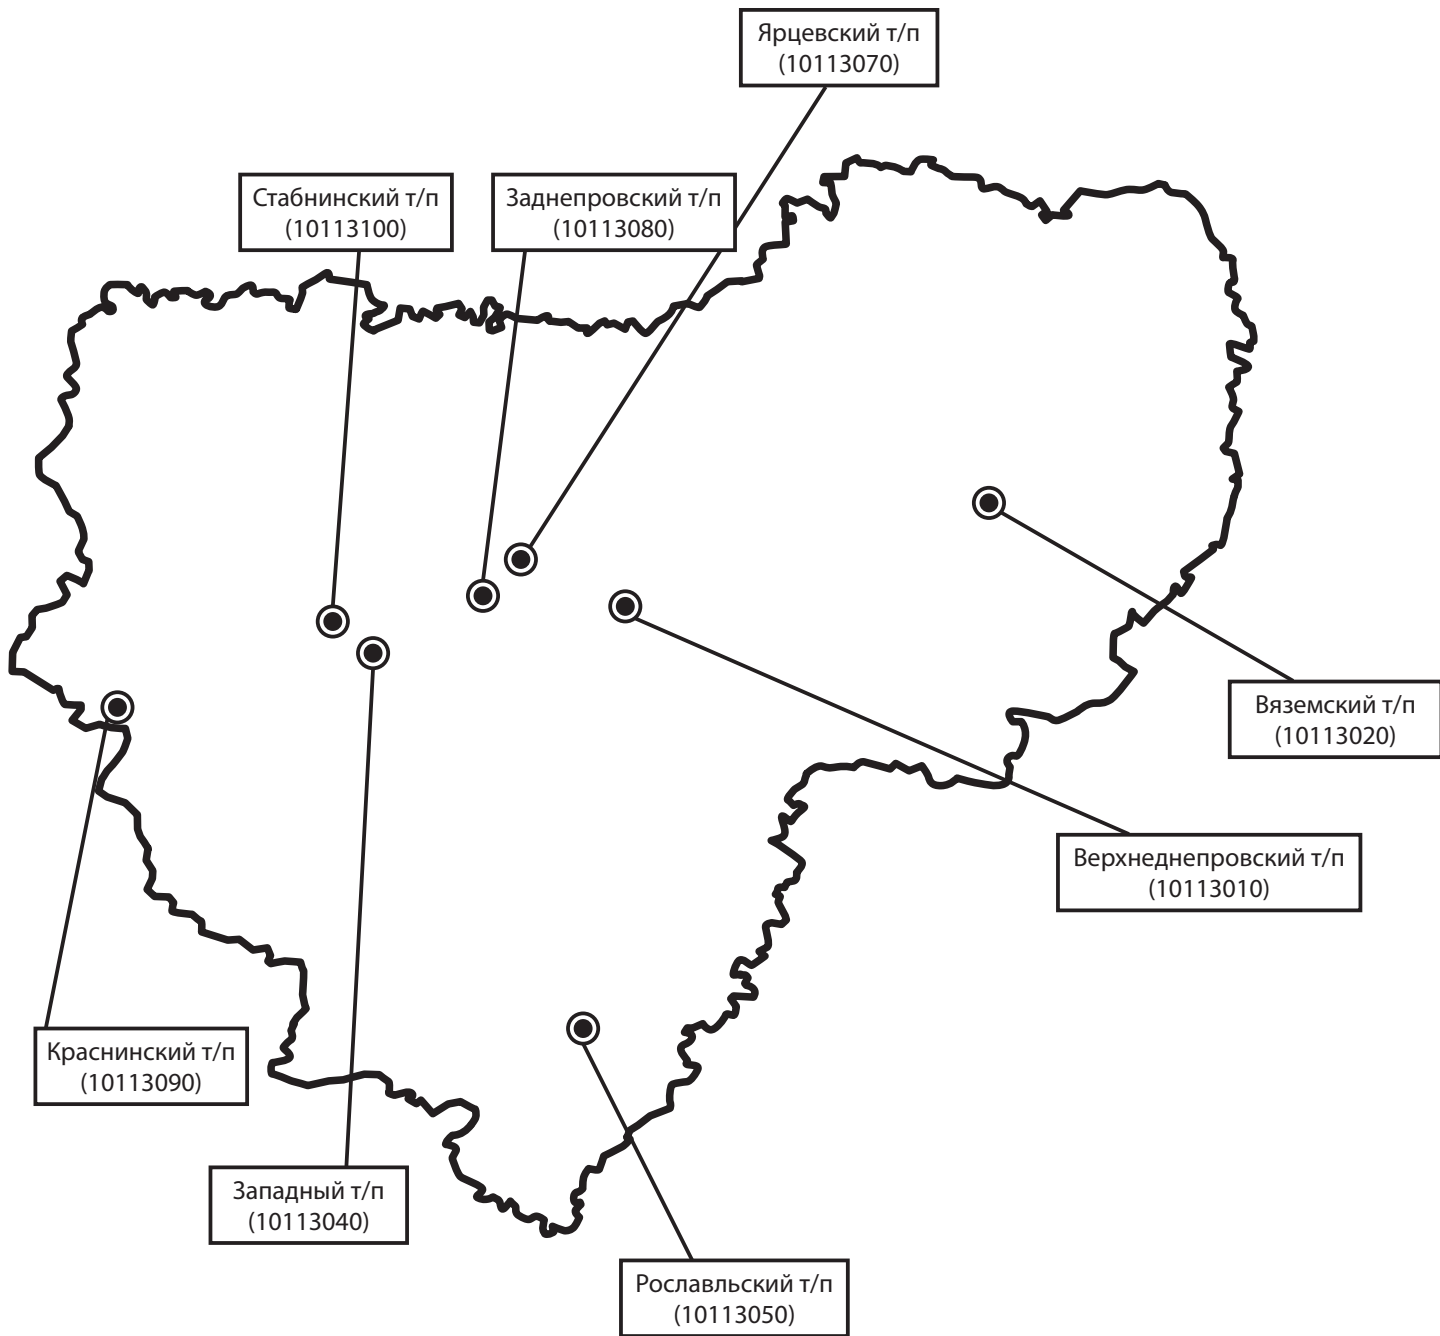 Ярцевский т/п
(10113070)
Стабнинский т/п
(10113100)
Заднепровский т/п
(10113080)
Вяземский т/п
(10113020)
Верхнеднепровский т/п
(10113010)
Краснинский т/п
(10113090)
Западный т/п
(10113040)
Рославльский т/п
(10113050)